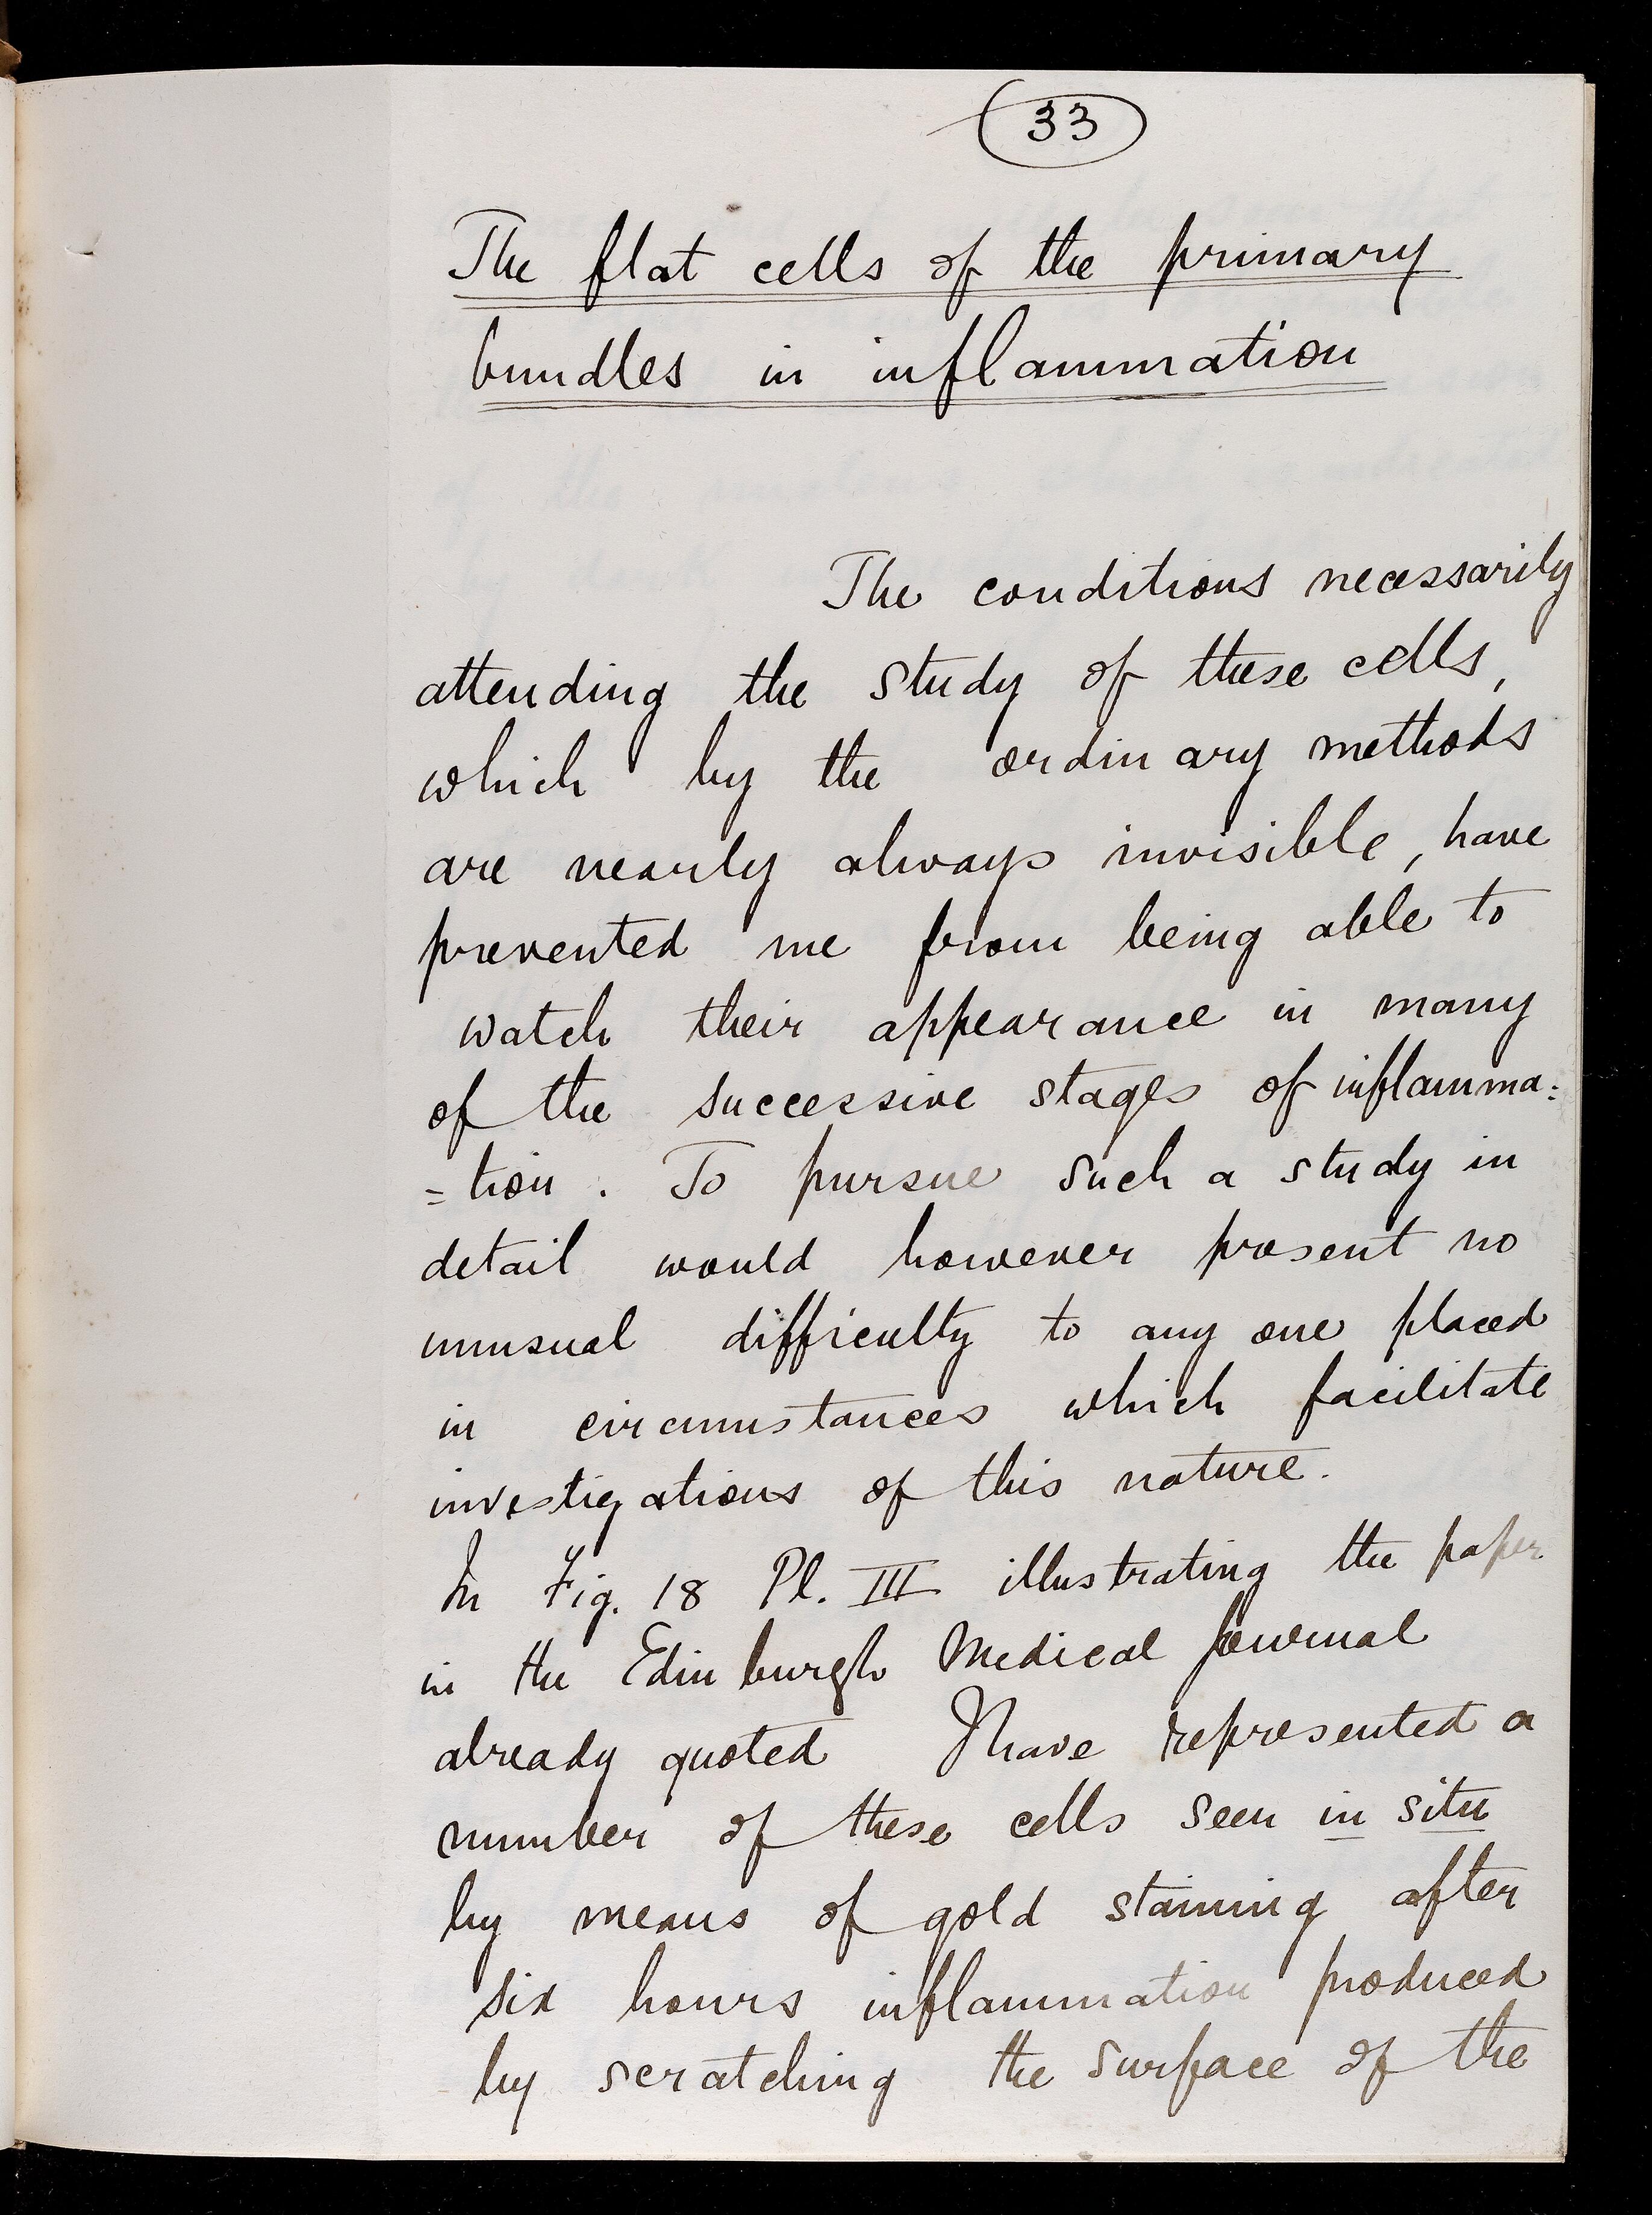 33
The flat cells of the primary
bundles in inflammation
The conditions necessarily
attending the study of these cells,
which by the ordinary methods
are nearly always invisible, have
prevented me from being able to
watch their appearance in many
of the successive stages of inflamma:
=tion. To pursue such a study in
detail would however present no
unusual difficulty to any one placed
in circumstances which facilitate
investigations of this nature.
In Fig. 18 Pl. III illustrating the paper
in the Edinburgh Medical Journal
already quoted I have represented a
number of these cells seen in situ
by means of gold staining after
six hours inflammation produced
by scratching the surface of the